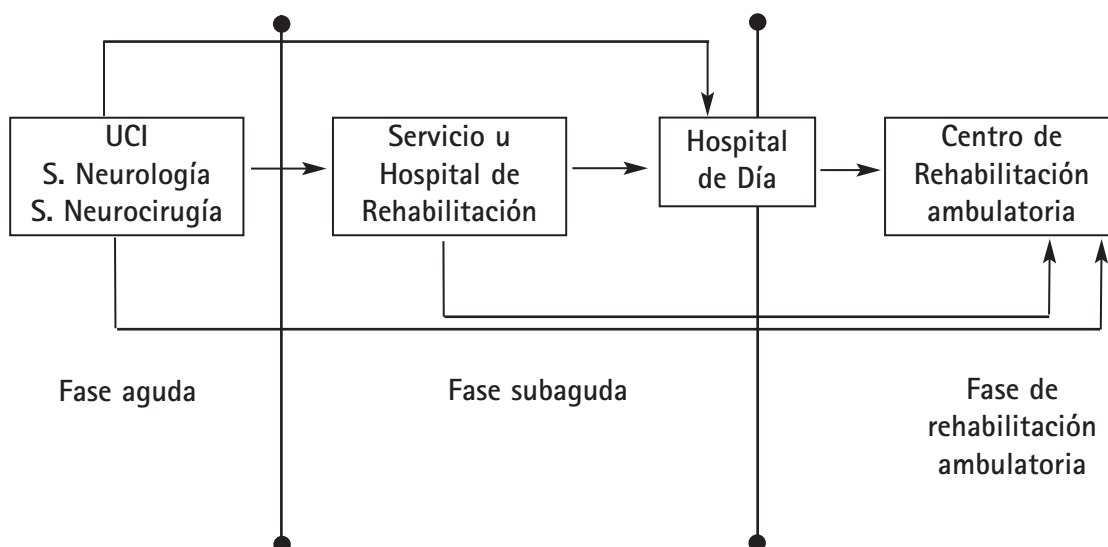 UCI
S. Neurología
S. Neurocirugía
Servicio u
Hospital de
Rehabilitación
Hospital
de Día
Centro de
Rehabilitación
ambulatoria
Fase aguda
Fase subaguda
Fase de
rehabilitación
ambulatoria